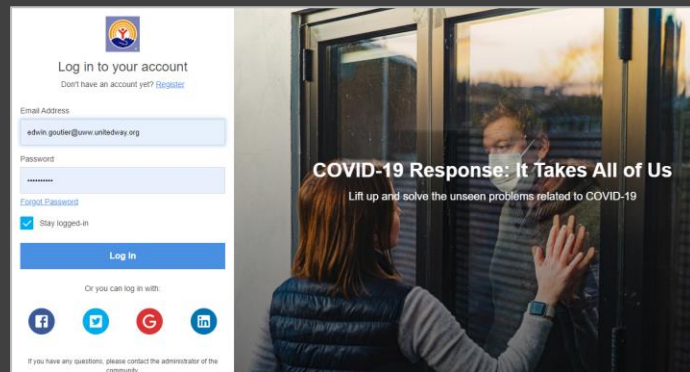 Log in to your account
Don't have an account yet? Register
Email Address
edwin.goutier@uww.unitedway.org
Password
••••••••••
Forgot Password
Stay logged-in
Log in
Or you can log in with:
If you have any questions, please contact the administrator of the
community
COVID-19 Response: It Takes All of Us
Lift up and solve the unseen problems related to COVID-19